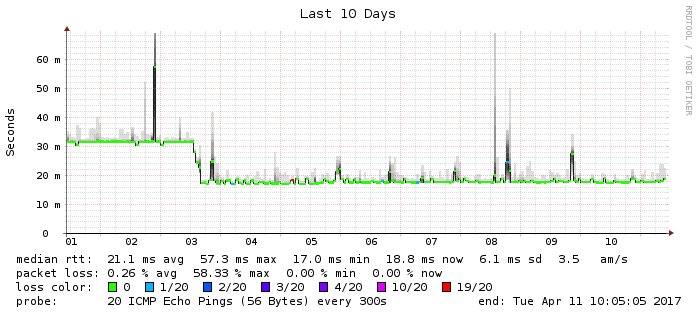 Last 10 Days
RRDTOOL / TOBI OETIKER
Seconds
60 m
50 m
40 m
30 m
20 m
10 m
0
01 02 03 04 05 06 07 08 09 10
median rtt: 21.1 ms avg 57.3 ms max 17.0 ms min 18.8 ms now 6.1 ms sd 3.5 am/s
packet loss: 0.26 % avg 58.33 % max 0.00 % min 0.00 % now
loss color: 0 1/20 2/20 3/20 4/20 10/20 19/20
probe: 20 ICMP Echo Pings (56 Bytes) every 300s end: Tue Apr 11 10:05:05 2017